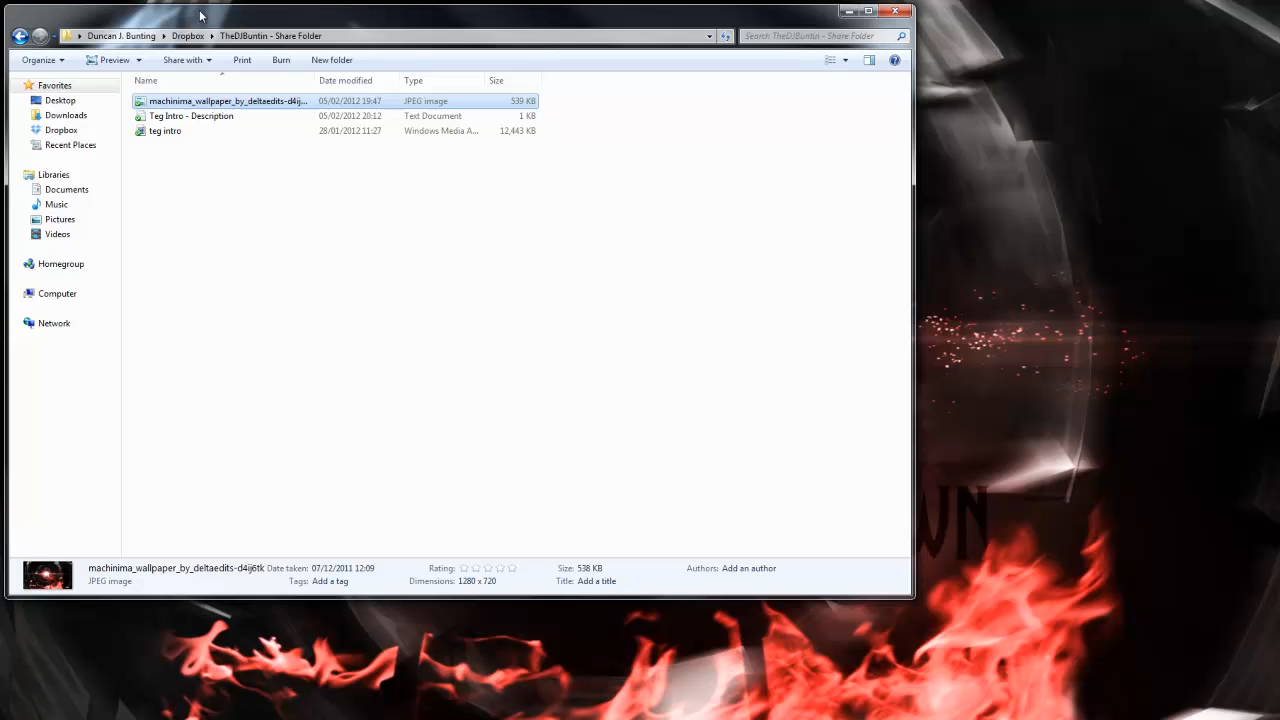 Duncan J. Bunting Dropbox TheDJBuntin - Share Folder Search TheDJBuntin - Share Folder
Organize Preview Share with Print Burn New folder
Favorites
Desktop
Downloads
Dropbox
Recent Places
Libraries
Documents
Music
Pictures
Videos
Homegroup
Computer
Network
Name Date modified Type Size
machinima_wallpaper_by_deltaedits-d4ij... 05/02/2012 19:47 JPEG image 539 KB
Teg Intro - Description 05/02/2012 20:12 Text Document 1 KB
teg intro 28/01/2012 11:27 Windows Media A... 12,443 KB
machinima_wallpaper_by_deltaedits-d4ij6tk Date taken: 07/12/2011 12:09 Rating: Size: 538 KB Authors: Add an author
JPEG image Tags: Add a tag Dimensions: 1280 x 720 Title: Add a title
WN